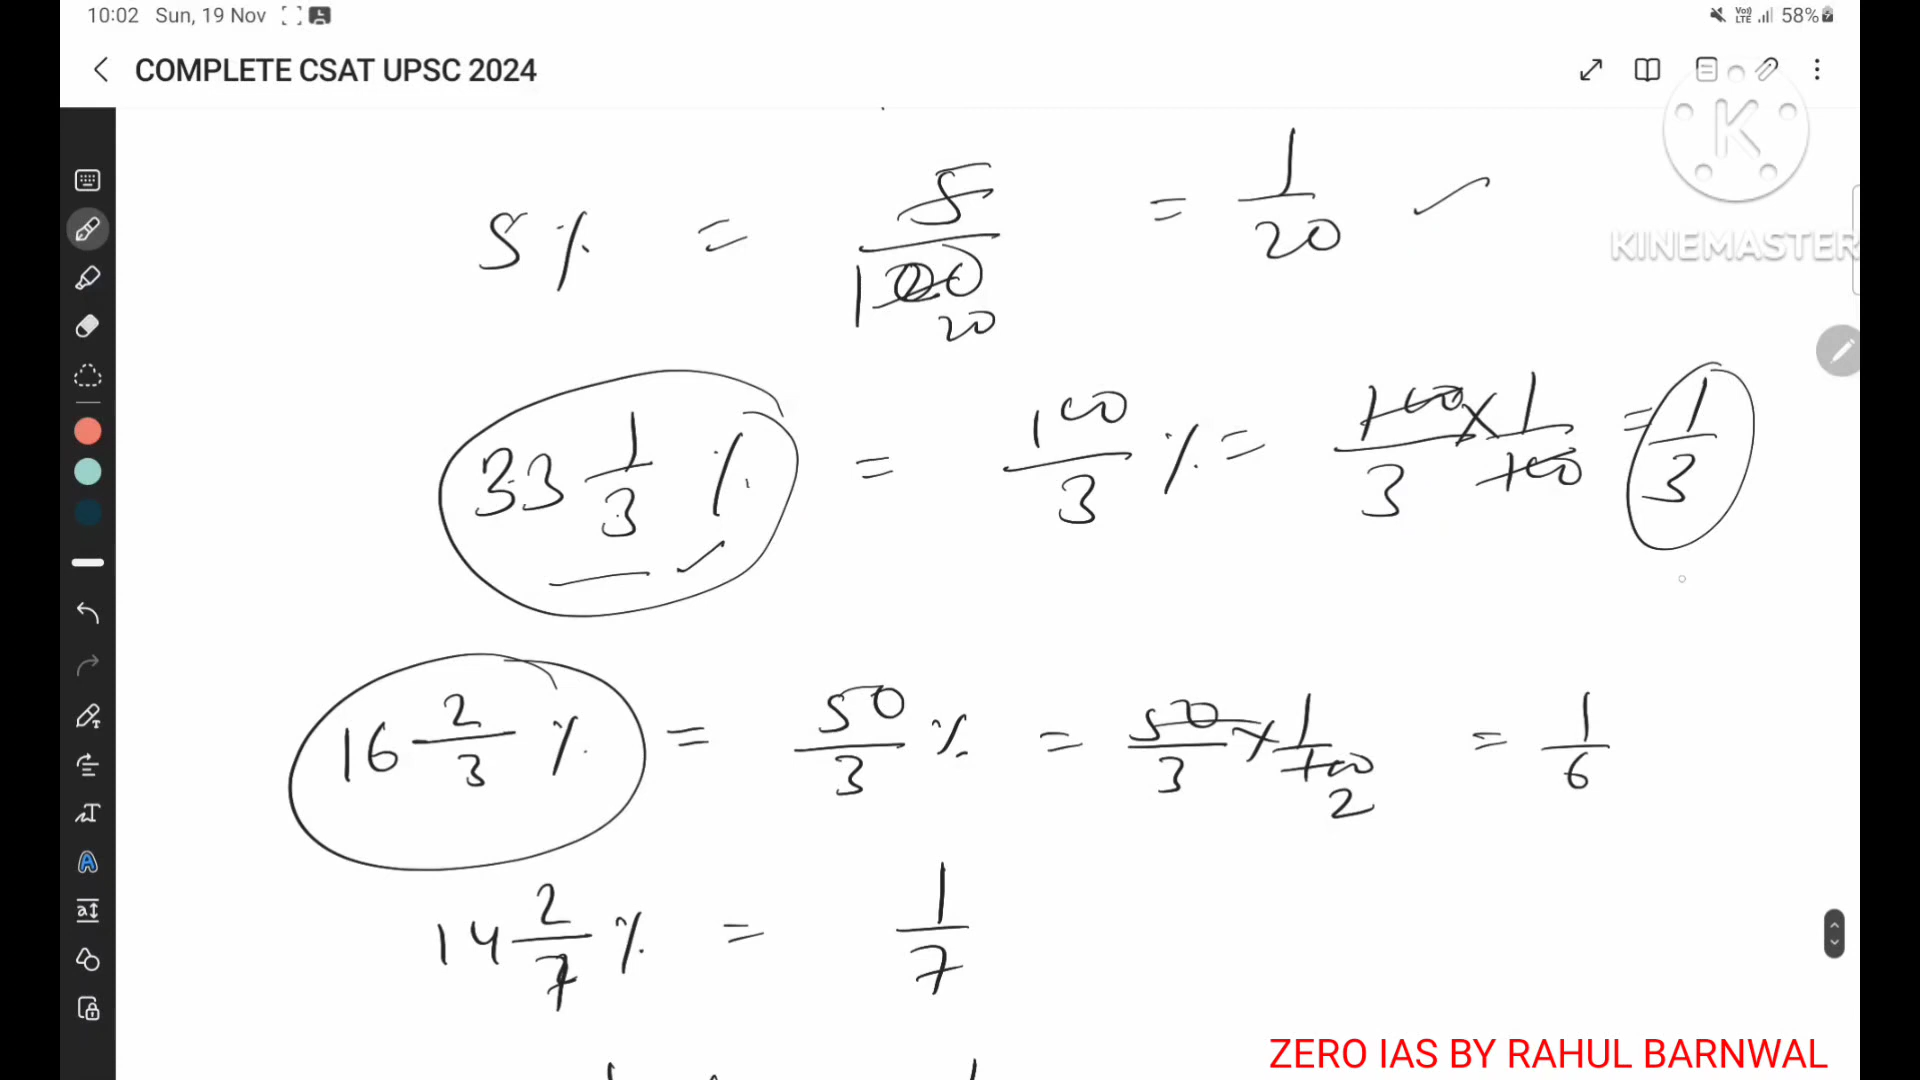 10:02 Sun, 19 Nov 58%
COMPLETE CSAT UPSC 2024
K
KINEMASTER
5% = 5/100 20 = 1/20 ✓
33 1/3 % = 100/3 % = 100/3 × 1/100 = 1/3
16 2/3 % = 50/3 % = 50/3 × 1/100 2 = 1/6
14 2/7 % = 1/7
ZERO IAS BY RAHUL BARNWAL